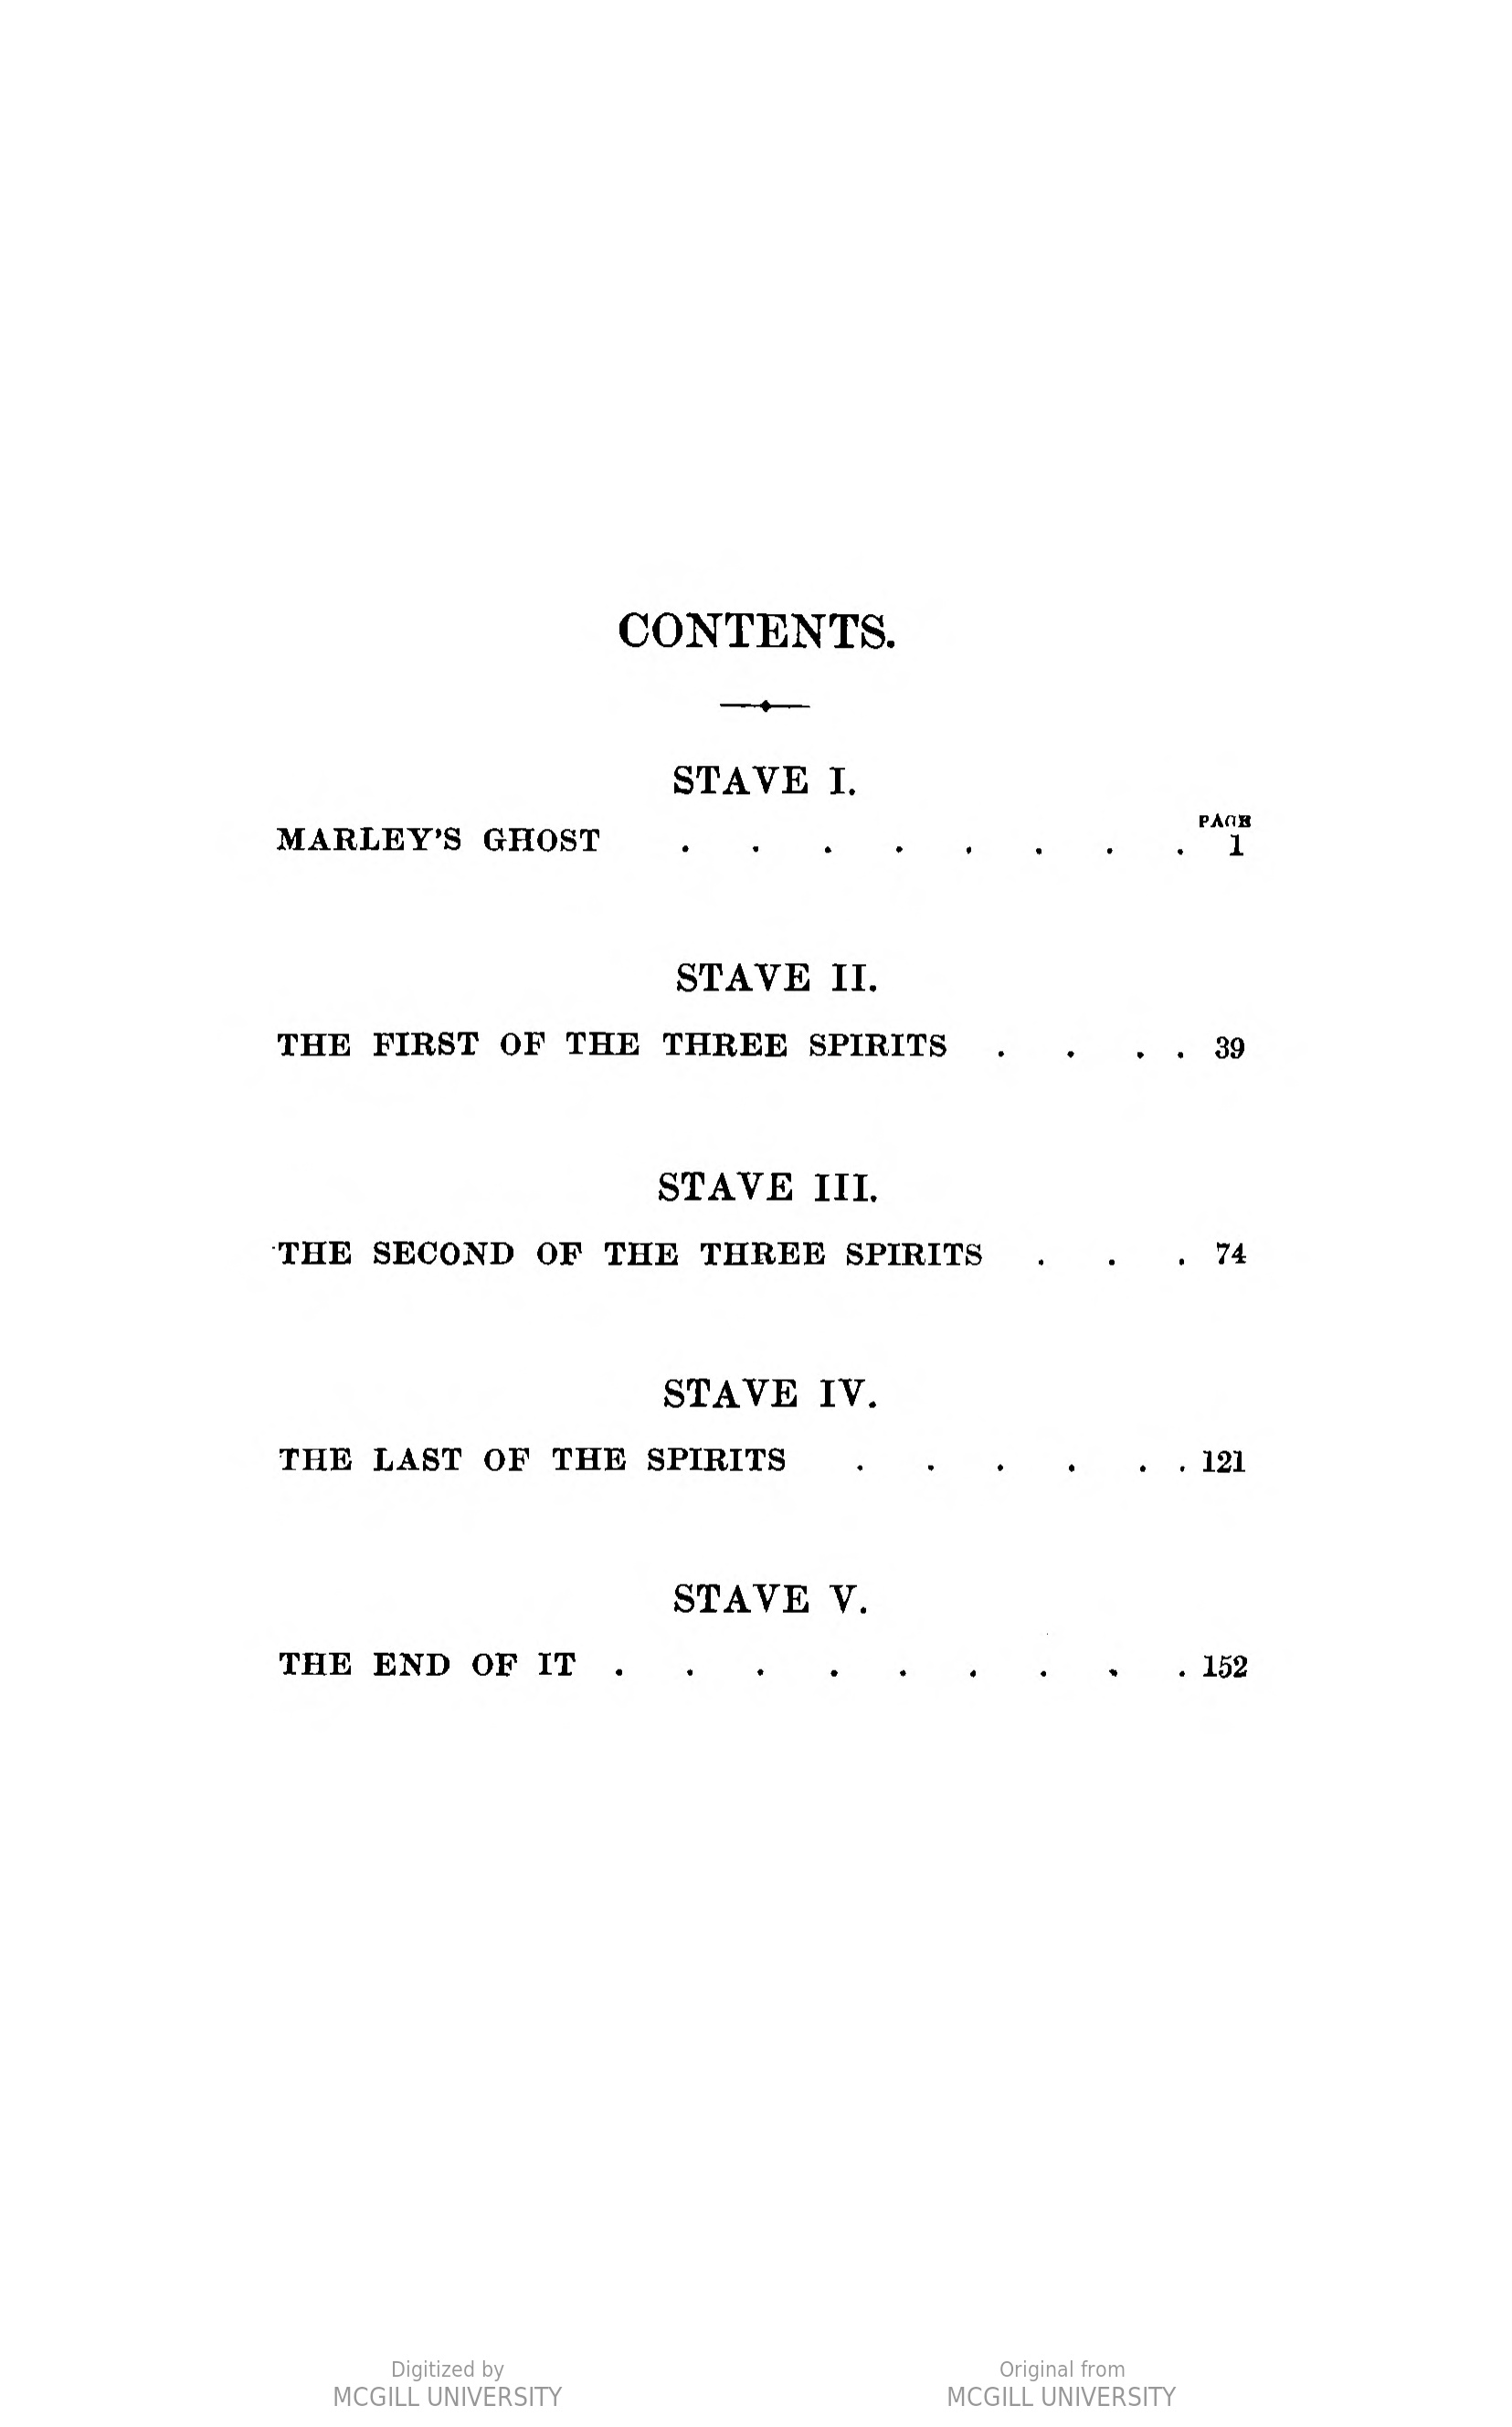 CONTENTS.
STAVE I.
PAGE
MARLEY'S GHOST . . . . . . . . 1
STAVE II.
THE FIRST OF THE THREE SPIRITS . . . . 39
STAVE III.
THE SECOND OF THE THREE SPIRITS . . . 74
STAVE IV.
THE LAST OF THE SPIRITS . . . . . . 121
STAVE V.
THE END OF IT . . . . . . . . . 152
Digitized by Original from
MCGILL UNIVERSITY MCGILL UNIVERSITY